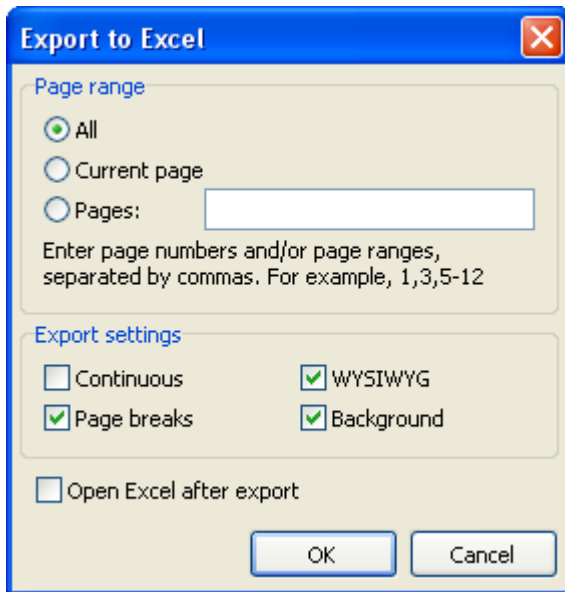 Export to Excel
Page range
All
Current page
Pages:
Enter page numbers and/or page ranges,
separated by commas. For example, 1,3,5-12
Export settings
Continuous WYSIWYG
Page breaks Background
Open Excel after export
OK Cancel